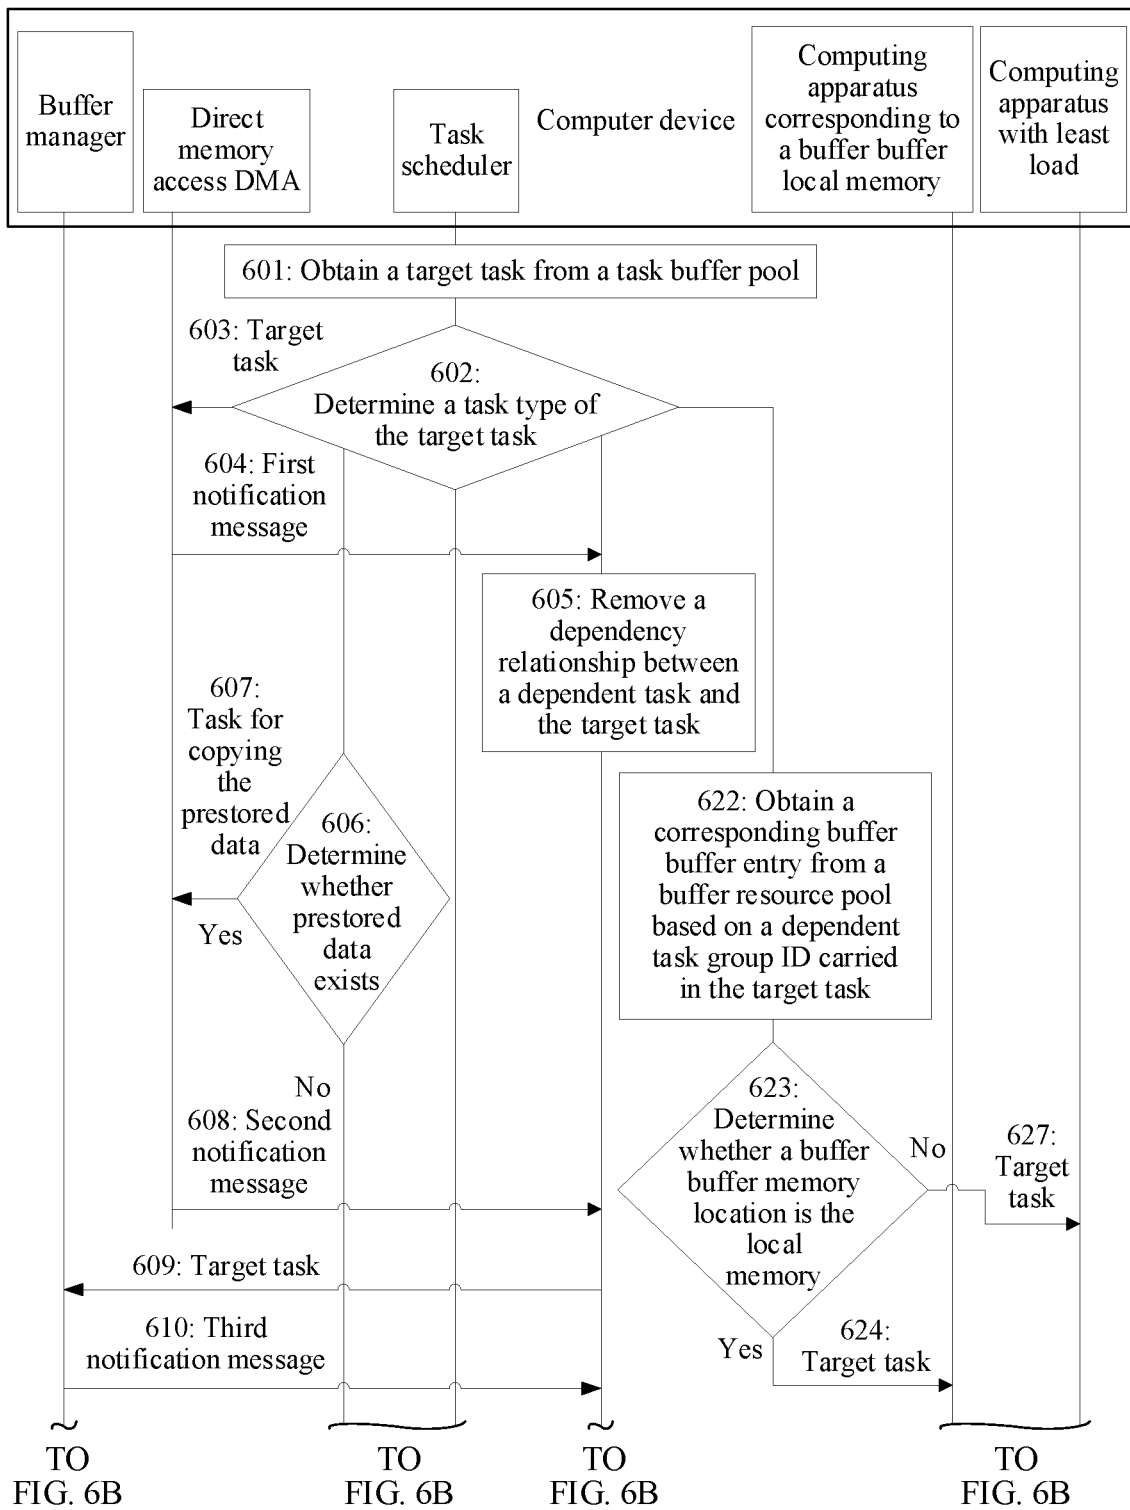 Buffer
manager
Direct
memory
access DMA
Task
scheduler
Computer device
Computing
apparatus
corresponding to
a buffer buffer
local memory
Computing
apparatus
with least
load
601: Obtain a target task from a task buffer pool
603: Target
task
602:
Determine a task type of
the target task
604: First
notification
message
605: Remove a
dependency
relationship between
a dependent task and
the target task
607:
Task for
copying
the
prestored
data
606:
Determine
whether
prestored
data
exists
Yes
622: Obtain a
corresponding buffer
buffer entry from a
buffer resource pool
based on a dependent
task group ID carried
in the target task
No
608: Second
notification
message
623:
Determine
whether a buffer
buffer memory
location is the
local
memory
No
627:
Target
task
609: Target task
610: Third
notification message
Yes
624:
Target task
TO
FIG. 6B
TO
FIG. 6B
TO
FIG. 6B
TO
FIG. 6B